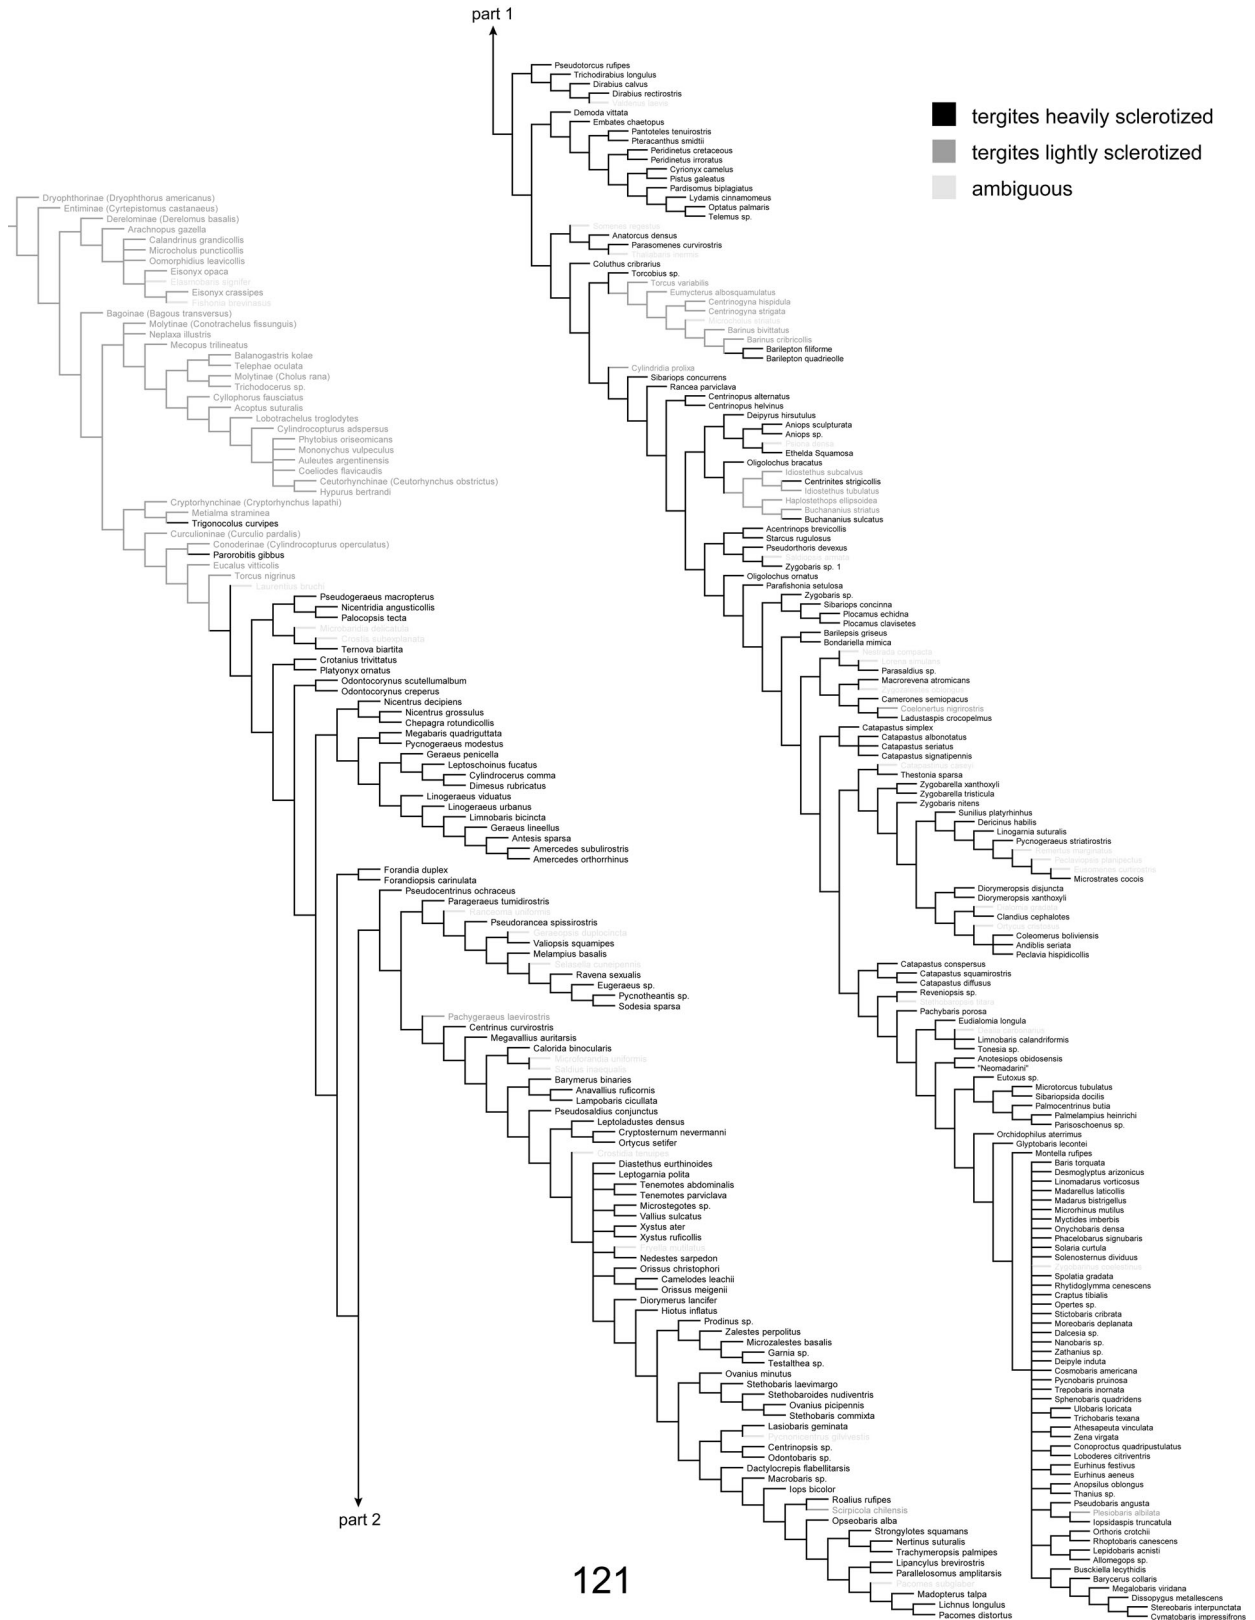 part 1
tergites heavily sclerotized
tergites lightly sclerotized
ambiguous
Dryophthorinae (Dryophthorus americanus)
Entiminae (Cyrtepistomus castanaeus)
Derelominae (Derelomus basalis)
Arachnopus gazella
Calandrinus grandicollis
Microcholus puncticollis
Oomorphidius leavicollis
Eisonyx opaca
Elasmobaris signifer
Eisonyx crassipes
Fishonia brevinasus
Bagoinae (Bagous transversus)
Molytinae (Conotrachelus fissunguis)
Neplaxa illustris
Mecopus trilineatus
Balanogastris kolae
Telephae oculata
Molytinae (Cholus rana)
Trichodocerus sp.
Cyllophorus fausciatus
Acoptus suturalis
Lobotrachelus troglodytes
Cylindrocopturus adspersus
Phytobius oriseomicans
Mononychus vulpeculus
Auleutes argentinensis
Coeliodes flavicaudis
Ceutorhynchinae (Ceutorhynchus obstrictus)
Hypurus bertrandi
Cryptorhynchinae (Cryptorhynchus lapathi)
Metialma straminea
Trigonocolus curvipes
Curculioninae (Curculio pardalis)
Conoderinae (Cylindrocopturus operculatus)
Parorobitis gibbus
Eucalus vitticolis
Torcus nigrinus
Laurentius bruchi
Pseudogeraeus macropterus
Nicentridia angusticollis
Palocopsis tecta
Microbaridia delicatula
Crostis subexplanata
Ternova biartita
Crotanius trivittatus
Platyonyx ornatus
Odontocorynus scutellumalbum
Odontocorynus creperus
Nicentrus decipiens
Nicentrus grossulus
Chepagra rotundicollis
Megabaris quadriguttata
Pycnogeraeus modestus
Geraeus penicella
Leptoschoinus fucatus
Cylindrocerus comma
Dimesus rubricatus
Linogeraeus viduatus
Linogeraeus urbanus
Limnobaris bicincta
Geraeus lineellus
Antesis sparsa
Amercedes subulirostris
Amercedes orthorrhinus
Forandia duplex
Forandiopsis carinulata
Pseudocentrinus ochraceus
Parageraeus tumidirostris
Pseudorancea spissirostris
Geraeopsis duplopincta
Valiopsis squamipes
Melampius basalis
Ravena sexualis
Eugeraeus sp.
Pycnotheantis sp.
Sodesia sparsa
Pachygeraeus laevirostris
Centrinus curvirostris
Megavallius auritarsis
Calorida binocularis
Microforandia uniformis
Saldius inaequalis
Barymerus binaries
Anavallius ruficornis
Lampobaris cicullata
Pseudosaldius conjunctus
Leptoladustes densus
Cryptosternum nevermanni
Ortycus setifer
Crostidia tenuipes
Diastethus eurthinoides
Leptogarnia polita
Tenemotes abdominalis
Tenemotes parviclava
Microstegotes sp.
Vallius sulcatus
Xystus ater
Xystus ruficollis
Nedestes sarpedon
Orissus christophori
Camelodes leachii
Orissus meigenii
Diorymerus lancifer
Hiotus inflatus
Prodinus sp.
Zalestes perpolitus
Microzalestes basalis
Garnia sp.
Testalthea sp.
Ovanius minutus
Stethobaris laevimargo
Stethobaroides nudiventris
Ovanius picipennis
Stethobaris commixta
Lasiobaris geminata
Centrinopsis sp.
Odontobaris sp.
Dactylocrepis flabellitarsis
Macrobaris sp.
Iops bicolor
Roalius rufipes
Scirpicola chilensis
Opseobaris alba
Strongylotes squamans
Nertinus suturalis
Trachymeropsis palmipes
Lipancylus brevirostris
Parallelosomus amplitarsis
Madopterus talpa
Lichnus longulus
Pacomes distortus
part 2
Pseudotorcus rufipes
Trichodirabius longulus
Dirabius calvus
Dirabius rectirostris
Demoda vittata
Embates chaetopus
Pantoteles tenuirostris
Pteracanthus smidtii
Peridinetus cretaceous
Peridinetus irroratus
Cyrionyx camelus
Pistus galeatus
Pardisomus biplagiatus
Lydamis cinnamomeus
Optatus palmaris
Telemus sp.
Anatorcus densus
Parasomenes curvirostris
Coluthus cribrarius
Torcobius sp.
Torcus variabilis
Eumycterus albosquamulatus
Centrinogyna hispidula
Centrinogyna strigata
Barinus bivittatus
Barinus cribricollis
Barilepton filiforme
Barilepton quadrieolle
Cylindridia prolixa
Sibariops concurrens
Rancea parviclava
Centrinopus alternatus
Centrinopus helvinus
Deipyrus hirsutulus
Aniops sculpturata
Aniops sp.
Ethelda Squamosa
Oligolochus bracatus
Idiostethus subcalvus
Centrinites strigicollis
Idiostethus tubulatus
Haplostethops ellipsoidea
Buchananius striatus
Buchananius sulcatus
Acentrinops brevicollis
Starcus rugulosus
Pseudorthoris devexus
Zygobaris sp. 1
Oligolochus ornatus
Parafishonia setulosa
Zygobaris sp.
Sibariops concinna
Plocamus echidna
Plocamus clavisetes
Barilepsis griseus
Bondariella mimica
Parasaldius sp.
Macrorevena atromicans
Camerones semiopacus
Coelonertus nigrirostris
Ladustaspis crocopelmus
Catapastus simplex
Catapastus albonotatus
Catapastus seriatus
Catapastus signatipennis
Thestonia sparsa
Zygobarella xanthoxyli
Zygobarella tristicula
Zygobaris nitens
Sunilius platyrhinus
Dericinus habilis
Linogarnia suturalis
Pycnogeraeus striatirostris
Microstrates cocois
Diorymeropsis disjuncta
Diorymeropsis xanthoxyli
Clandius cephalotes
Coleomerus boliviensis
Andiblis seriata
Peclavia hispidicollis
Catapastus conspersus
Catapastus squamirostris
Catapastus diffusus
Reveniopsis sp.
Pachybaris porosa
Eudialomia longula
Limnobaris calandriformis
Tonesia sp.
Anotesiops obidosensis
"Neomadarini"
Eutoxus sp.
Microtorcus tubulatus
Sibariopsida docilis
Palmocentrinus butia
Palmelampius heinrichi
Parisoschoenus sp.
Orchidophilus aterrimus
Glyptobaris lecontei
Montella rufipes
Baris torquata
Desmoglyptus arizonicus
Linomadarus vorticosus
Madarellus laticollis
Madarus bistrigellus
Microrhinus mutilus
Myctides imberbis
Onychobaris densa
Phacelobarus signubaris
Solaria curtula
Solenosternus dividuus
Spolatia gradata
Rhytidoglymma cenescens
Craptus tibialis
Opertes sp.
Stictobaris cribrata
Moreobaris deplanata
Dalcesia sp.
Nanobaris sp.
Zathanius sp.
Deipyle induta
Cosmobaris americana
Pycnobaris pruinosa
Trepobaris inornata
Sphenobaris quadridens
Ulobaris loricata
Trichobaris texana
Athesapeuta vinculata
Zena virgata
Conoproctus quadripustulatus
Loboderes citriventris
Eurhinus festivus
Eurhinus aeneus
Anopsilus oblongus
Thanius sp.
Pseudobaris angusta
Plesiobaris albilata
Iopsidaspis truncatula
Orthoris crotchii
Rhoptobaris canescens
Lepidobaris acnisti
Allomegops sp.
Busckiella lecythidis
Barycerus collaris
Megalobaris viridana
Dissopygus metallescens
Stereobaris interpunctata
Cymatobaris impressifrons
121